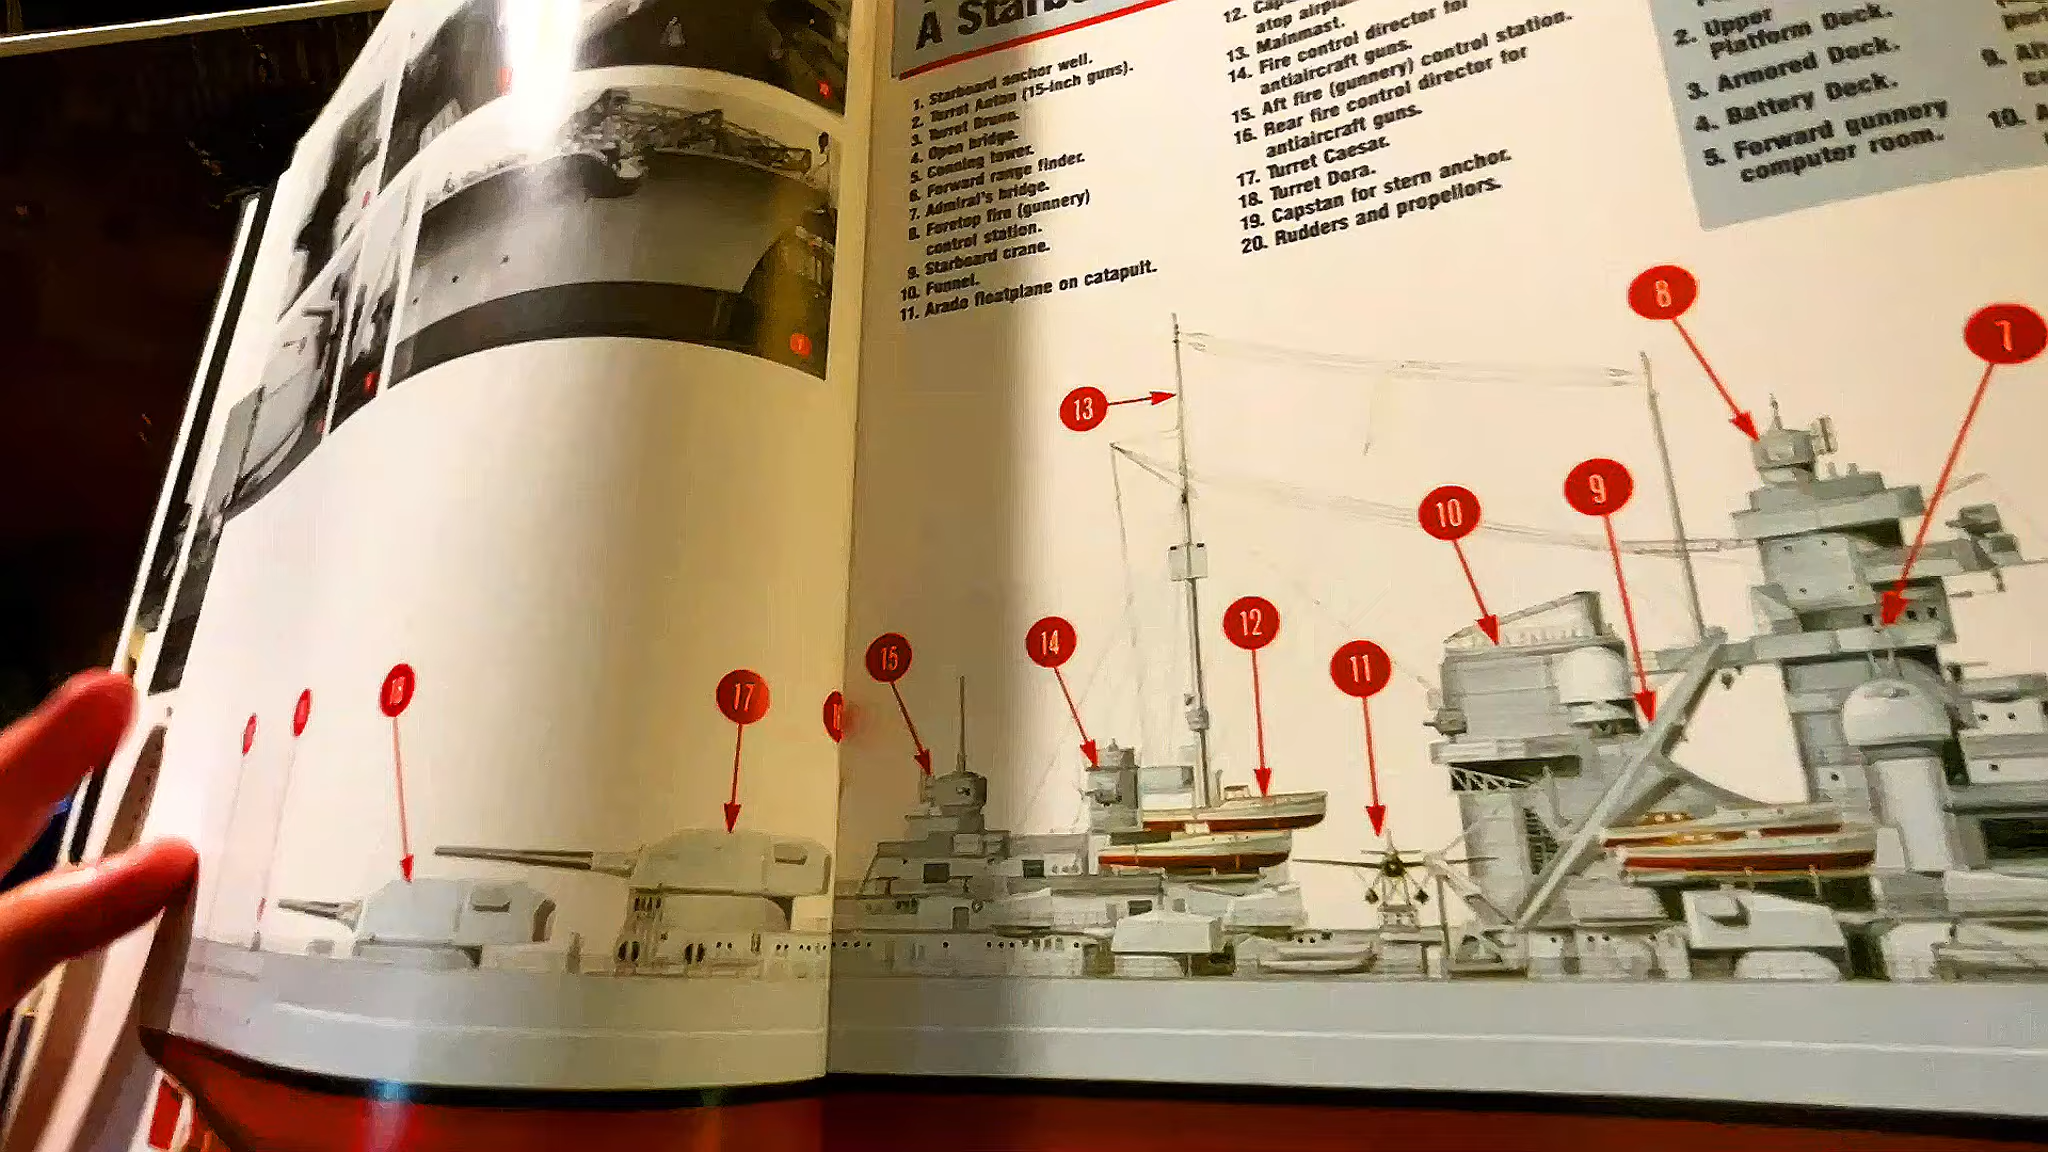 A Starb
1. Starboard anchor well.
2. Turret Anton (15-inch guns).
3. Turret Bruno.
4. Open bridge.
5. Conning tower.
6. Forward range finder.
7. Admiral's bridge.
8. Foretop fire (gunnery)
control station.
9. Starboard crane.
10. Funnel.
11. Arado floatplane on catapult.
12. Cap
atop airpla
13. Mainmast.
14. Fire control director for
antiaircraft guns.
15. Aft fire (gunnery) control station.
16. Rear fire control director for
antiaircraft guns.
17. Turret Caesar.
18. Turret Dora.
19. Capstan for stern anchor.
20. Rudders and propellors.
2. Upper
Platform Deck.
3. Armored Deck.
4. Battery Deck.
5. Forward gunnery
computer room.
9. Aft
10. A
8
7
13
9
10
12
14
15
11
18
17
16